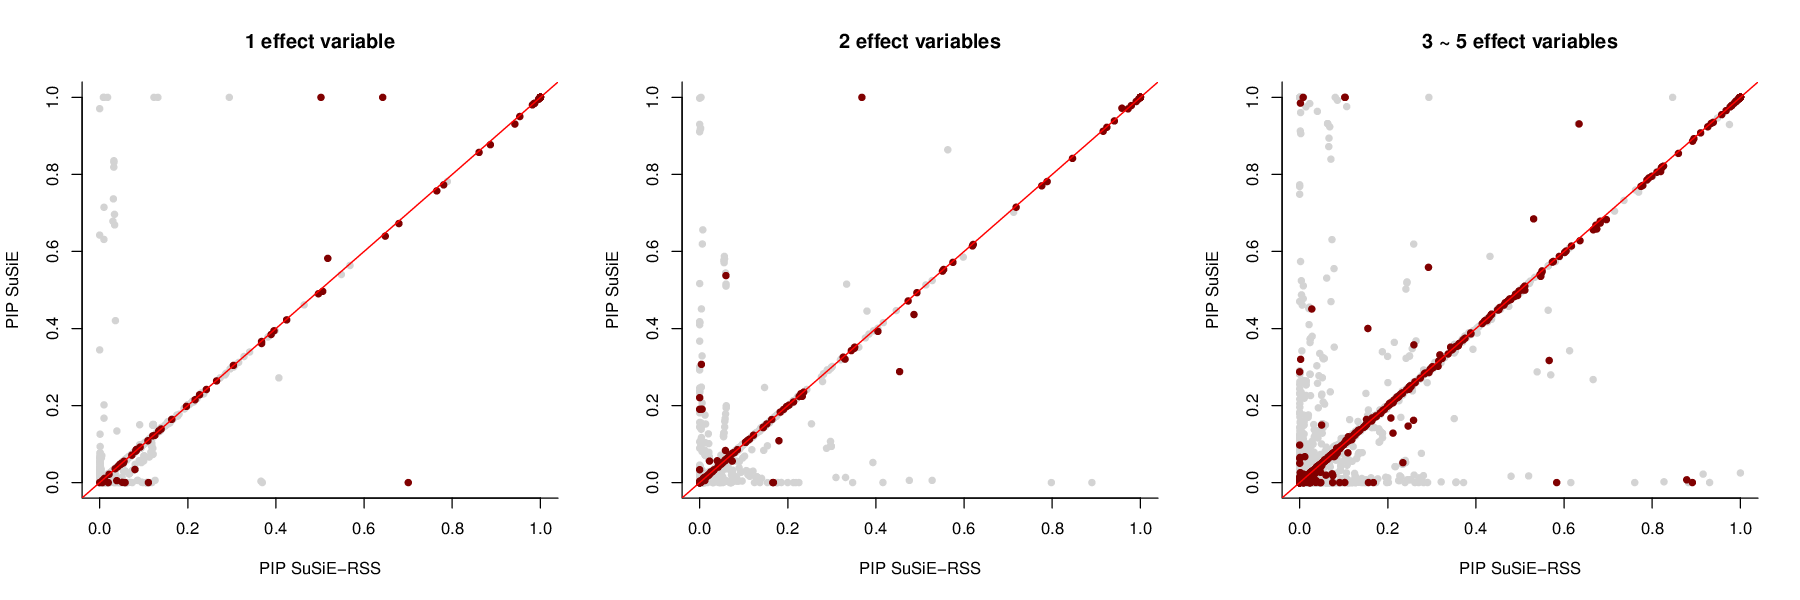 1 effect variable
PIP SuSiE
1.0
0.8
0.6
0.4
0.2
0.0
0.0 0.2 0.4 0.6 0.8 1.0
PIP SuSiE−RSS
2 effect variables
PIP SuSiE
1.0
0.8
0.6
0.4
0.2
0.0
0.0 0.2 0.4 0.6 0.8 1.0
PIP SuSiE−RSS
3 ~ 5 effect variables
PIP SuSiE
1.0
0.8
0.6
0.4
0.2
0.0
0.0 0.2 0.4 0.6 0.8 1.0
PIP SuSiE−RSS